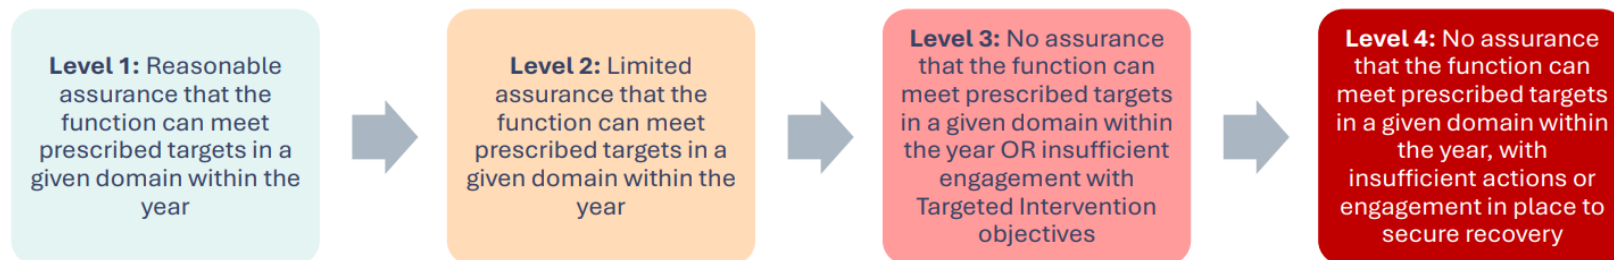 Level 1: Reasonable
assurance that the
function can meet
prescribed targets in a
given domain within the
year
Level 2: Limited
assurance that the
function can meet
prescribed targets in a
given domain within the
year
Level 3: No assurance
that the function can
meet prescribed targets
in a given domain within
the year OR insufficient
engagement with
Targeted Intervention
objectives
Level 4: No assurance
that the function can
meet prescribed targets
in a given domain within
the year, with
insufficient actions or
engagement in place to
secure recovery